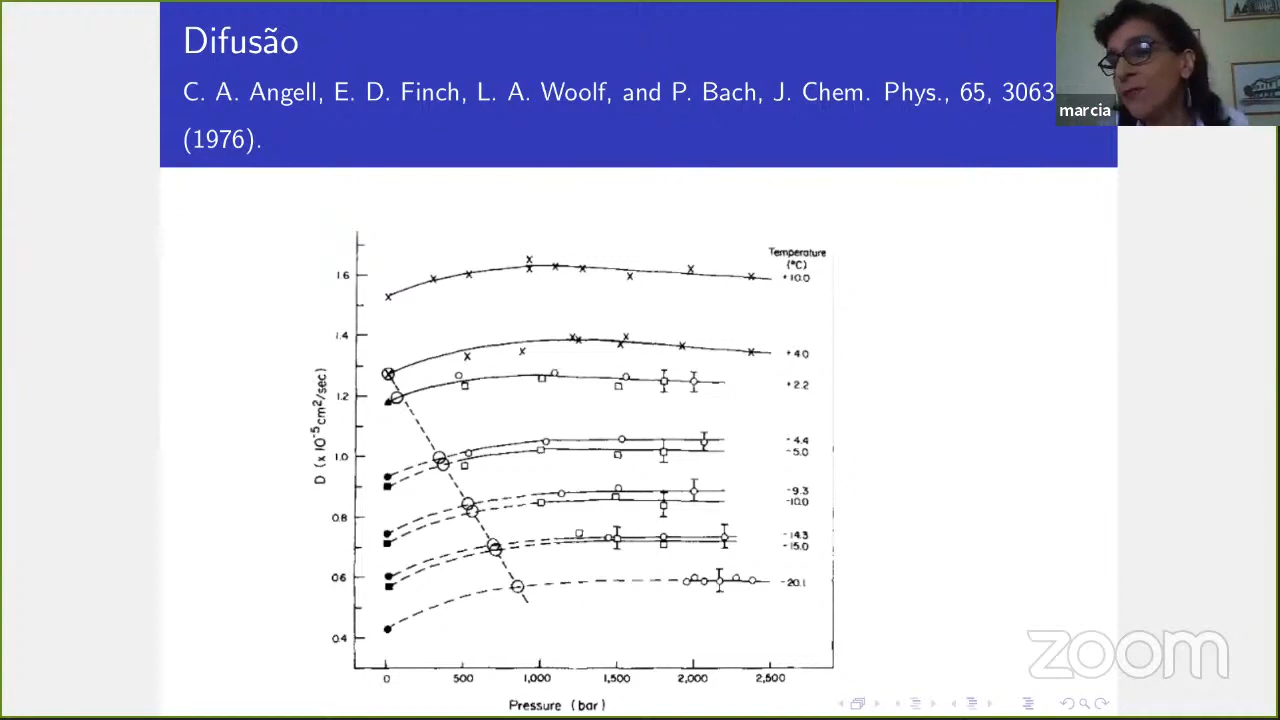 Difusão
C. A. Angell, E. D. Finch, L. A. Woolf, and P. Bach, J. Chem. Phys., 65, 3063
(1976).
marcia
Temperature
(°C)
+10.0
+4.0
+2.2
-4.4
-5.0
-9.3
-10.0
-14.3
-15.0
-20.1
D (x 10⁻⁵cm²/sec)
1.6
1.4
1.2
1.0
0.8
0.6
0.4
0 500 1,000 1,500 2,000 2,500
Pressure (bar)
zoom